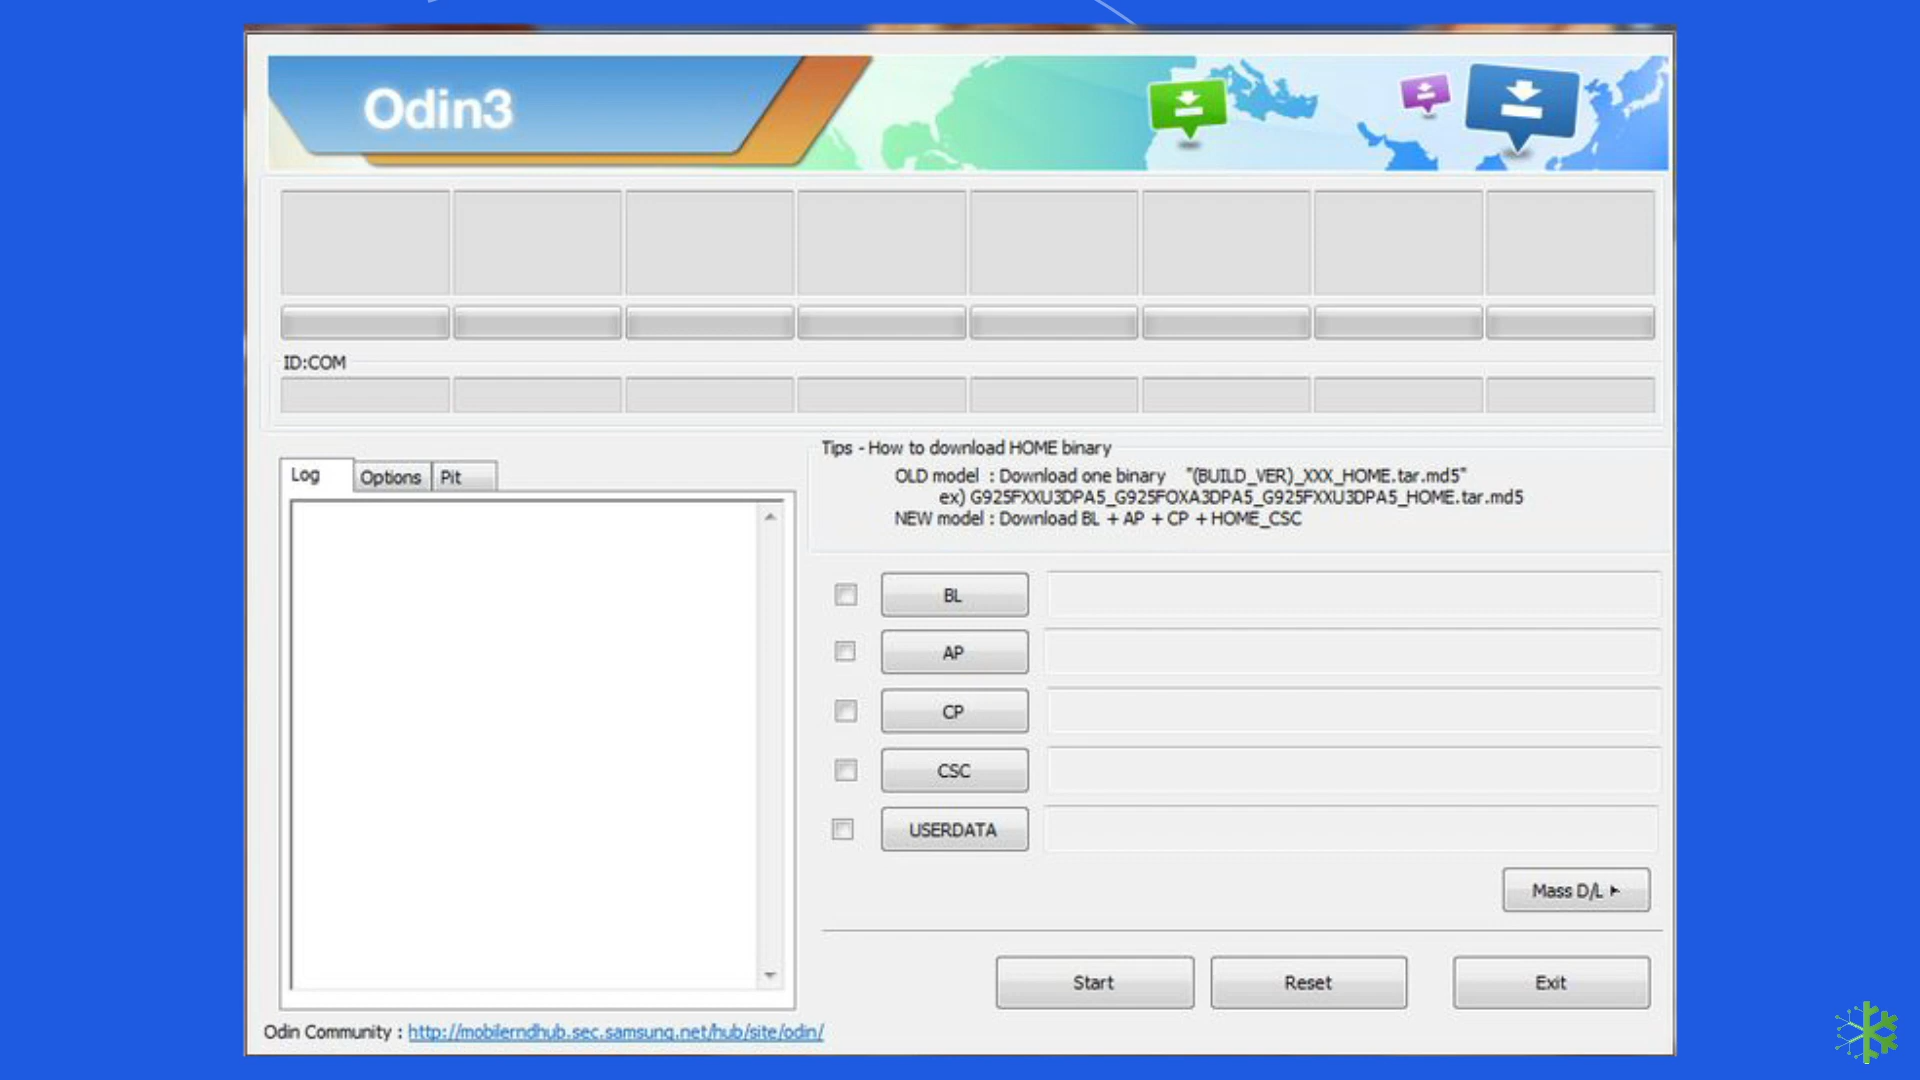 Odin3
ID:COM
Log
Options
Pit
Tips - How to download HOME binary
OLD model : Download one binary "(BUILD_VER)_XXX_HOME.tar.md5"
ex) G925FXXU3DPA5_G925FOXA3DPA5_G925FXXU3DPA5_HOME.tar.md5
NEW model : Download BL + AP + CP + HOME_CSC
BL
AP
CP
CSC
USERDATA
Mass D/L
Start
Reset
Exit
Odin Community : http://mobilerndhub.sec.samsung.net/hub/site/odin/